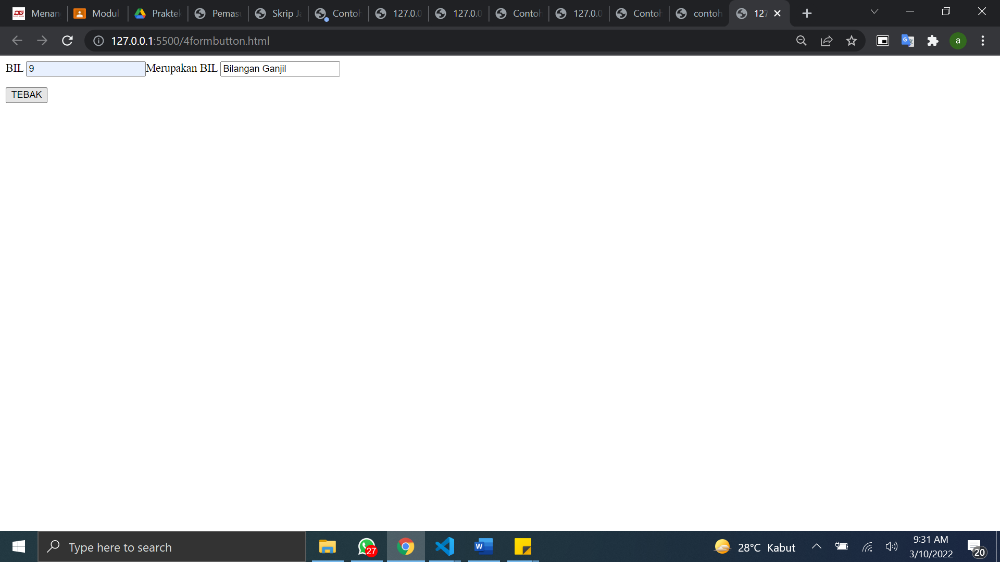 Menan Modul Prakte Pemas Skrip Ja Contoh 127.0.0 127.0.0 Contoh 127.0.0 Contoh contoh 127
127.0.0.1:5500/4formbutton.html
a
BIL 9 Merupakan BIL Bilangan Ganjil
TEBAK
Type here to search
27
W
28°C Kabut
9:31 AM
3/10/2022
20